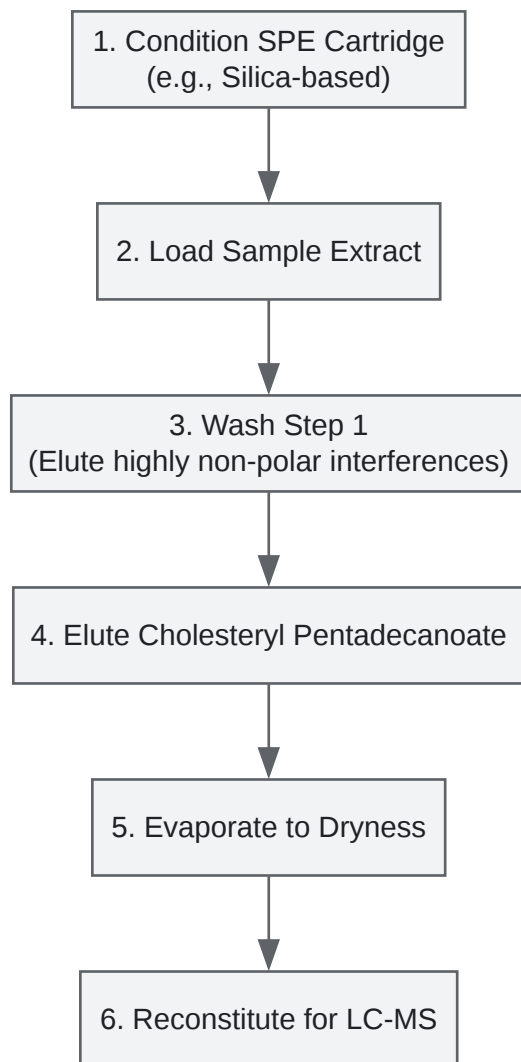 1. Condition SPE Cartridge
(e.g., Silica-based)
2. Load Sample Extract
3. Wash Step 1
(Elute highly non-polar interferences)
4. Elute Cholesteryl Pentadecanoate
5. Evaporate to Dryness
6. Reconstitute for LC-MS